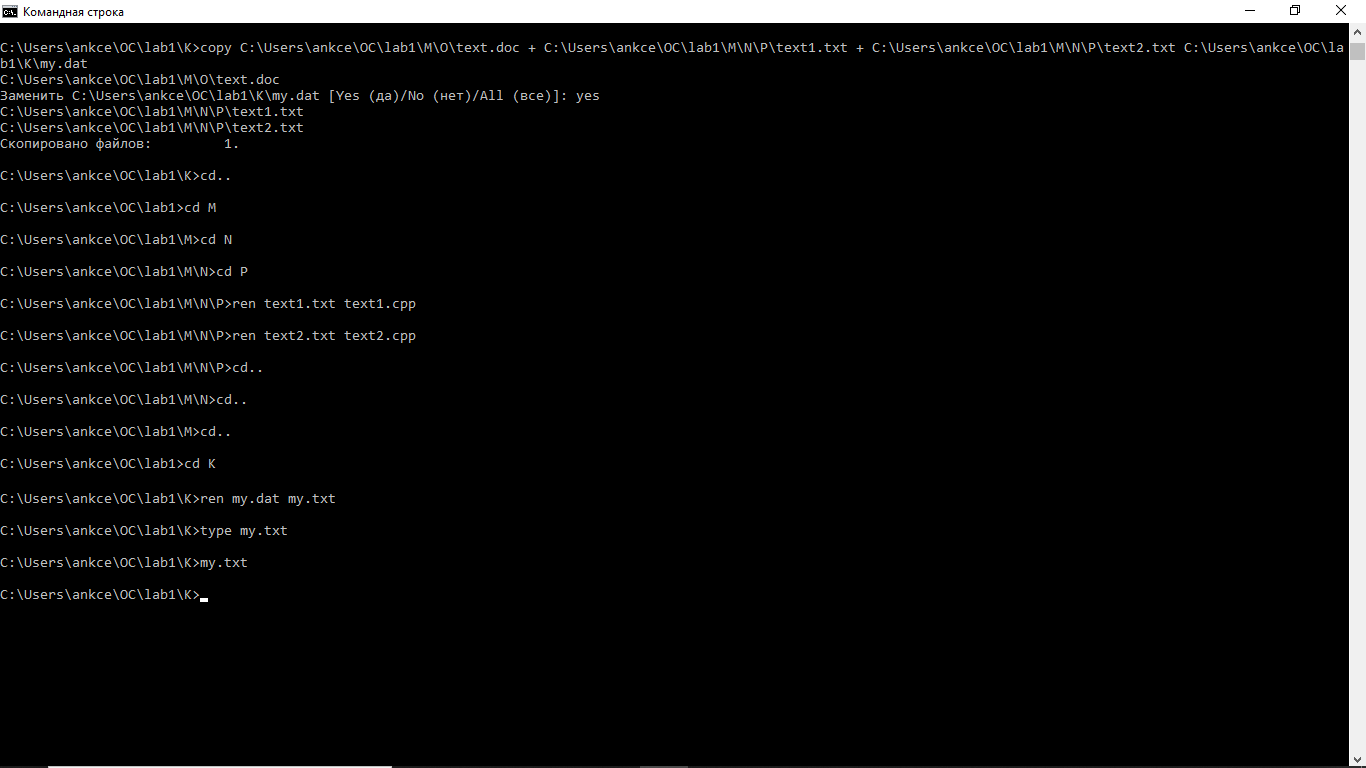 Командная строка
C:\Users\ankce\OC\lab1\K>copy C:\Users\ankce\OC\lab1\M\O\text.doc + C:\Users\ankce\OC\lab1\M\N\P\text1.txt + C:\Users\ankce\OC\lab1\M\N\P\text2.txt C:\Users\ankce\OC\la
b1\K\my.dat
C:\Users\ankce\OC\lab1\M\O\text.doc
Заменить C:\Users\ankce\OC\lab1\K\my.dat [Yes (да)/No (нет)/All (все)]: yes
C:\Users\ankce\OC\lab1\M\N\P\text1.txt
C:\Users\ankce\OC\lab1\M\N\P\text2.txt
Скопировано файлов:         1.
C:\Users\ankce\OC\lab1\K>cd..
C:\Users\ankce\OC\lab1>cd M
C:\Users\ankce\OC\lab1\M>cd N
C:\Users\ankce\OC\lab1\M\N>cd P
C:\Users\ankce\OC\lab1\M\N\P>ren text1.txt text1.cpp
C:\Users\ankce\OC\lab1\M\N\P>ren text2.txt text2.cpp
C:\Users\ankce\OC\lab1\M\N\P>cd..
C:\Users\ankce\OC\lab1\M\N>cd..
C:\Users\ankce\OC\lab1\M>cd..
C:\Users\ankce\OC\lab1>cd K
C:\Users\ankce\OC\lab1\K>ren my.dat my.txt
C:\Users\ankce\OC\lab1\K>type my.txt
C:\Users\ankce\OC\lab1\K>my.txt
C:\Users\ankce\OC\lab1\K>